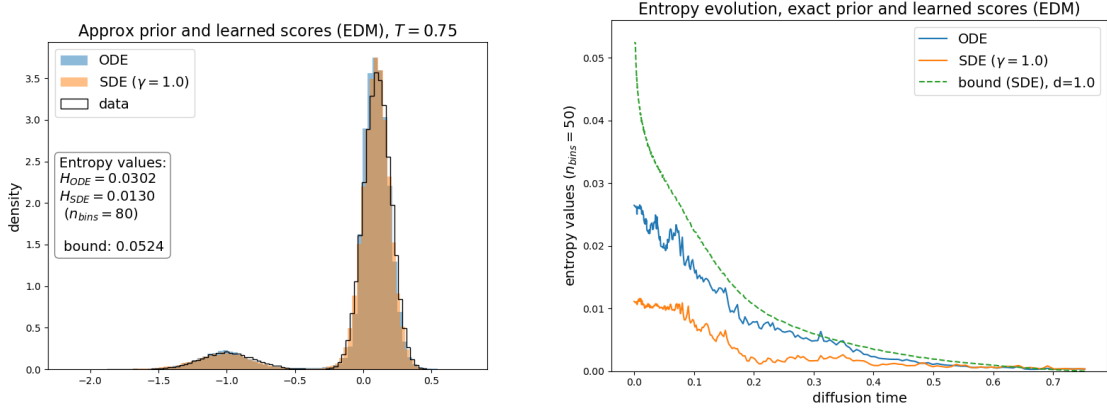 Approx prior and learned scores (EDM), T = 0.75
ODE
SDE (γ = 1.0)
data
Entropy values:
H_ODE = 0.0302
H_SDE = 0.0130
(n_bins = 80)
bound: 0.0524
density
3.5
3.0
2.5
2.0
1.5
1.0
0.5
0.0
−2.0
−1.5
−1.0
−0.5
0.0
0.5
Entropy evolution, exact prior and learned scores (EDM)
ODE
SDE (γ = 1.0)
bound (SDE), d=1.0
entropy values (n_bins = 50)
0.05
0.04
0.03
0.02
0.01
0.00
0.0
0.1
0.2
0.3
0.4
0.5
0.6
0.7
diffusion time